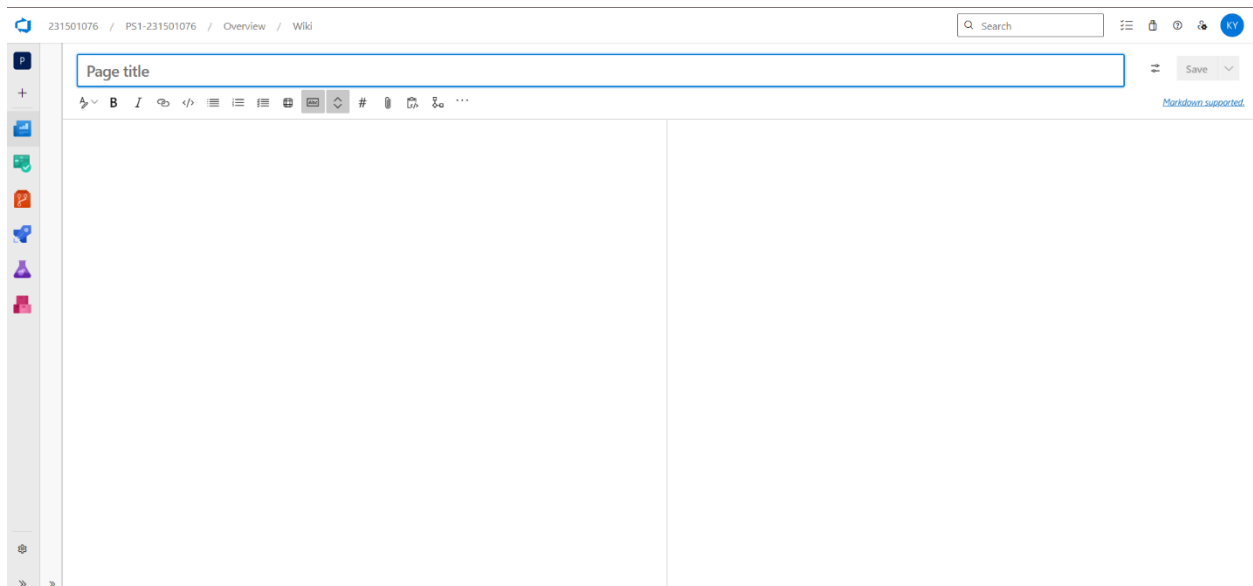 231501076 / PS1-231501076 / Overview / Wiki
Search
KY
P
Page title
Save
B I </> #
Markdown supported.